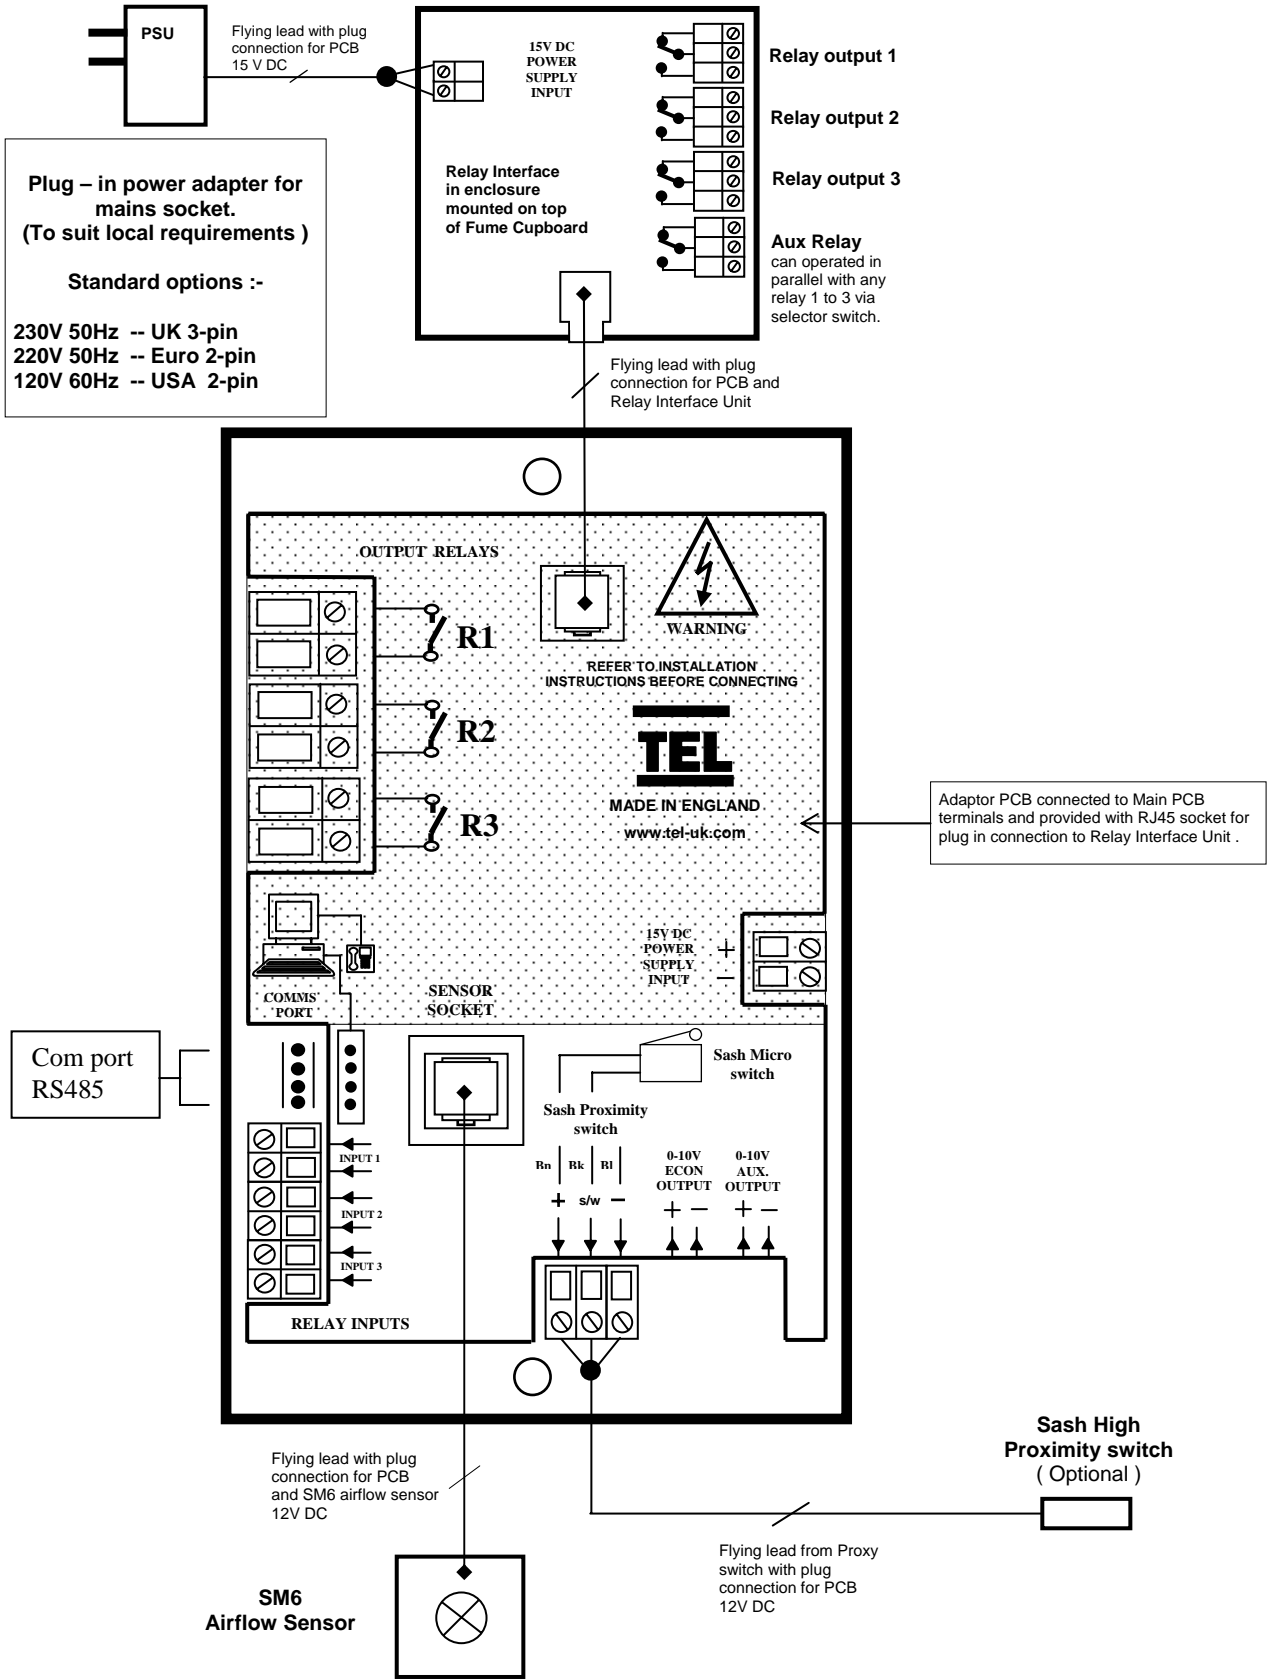 PSU
Flying lead with plug
connection for PCB
15 V DC
15V DC
POWER
SUPPLY
INPUT
Relay output 1
Relay output 2
Relay output 3
Relay Interface
in enclosure
mounted on top
of Fume Cupboard
Aux Relay
can operated in
parallel with any
relay 1 to 3 via
selector switch.
Plug – in power adapter for
mains socket.
(To suit local requirements )
Standard options :-
230V 50Hz -- UK 3-pin
220V 50Hz -- Euro 2-pin
120V 60Hz -- USA 2-pin
Flying lead with plug
connection for PCB and
Relay Interface Unit
OUTPUT RELAYS
WARNING
R1
REFER TO INSTALLATION
INSTRUCTIONS BEFORE CONNECTING
R2
TEL
MADE IN ENGLAND
www.tel-uk.com
R3
Adaptor PCB connected to Main PCB
terminals and provided with RJ45 socket for
plug in connection to Relay Interface Unit .
15V DC
POWER
SUPPLY
INPUT
+
−
COMMS
PORT
SENSOR
SOCKET
Com port
RS485
Sash Micro
switch
Sash Proximity
switch
Bn Bk Bl
+ s/w −
0-10V
ECON
OUTPUT
+ −
0-10V
AUX.
OUTPUT
+ −
INPUT 1
INPUT 2
INPUT 3
RELAY INPUTS
Flying lead with plug
connection for PCB
and SM6 airflow sensor
12V DC
Sash High
Proximity switch
( Optional )
Flying lead from Proxy
switch with plug
connection for PCB
12V DC
SM6
Airflow Sensor